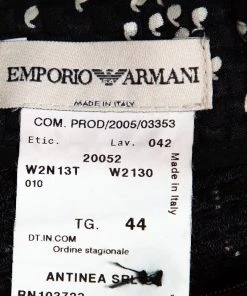 EMPORIO ARMANI
MADE IN ITALY
COM. PROD/2005/03353
Etic. Lav. 042
20052
W2N13T W2130
010
Made in Italy
TG. 44
DT.IN.COM
Ordine stagionale
ANTINEA
RN103722